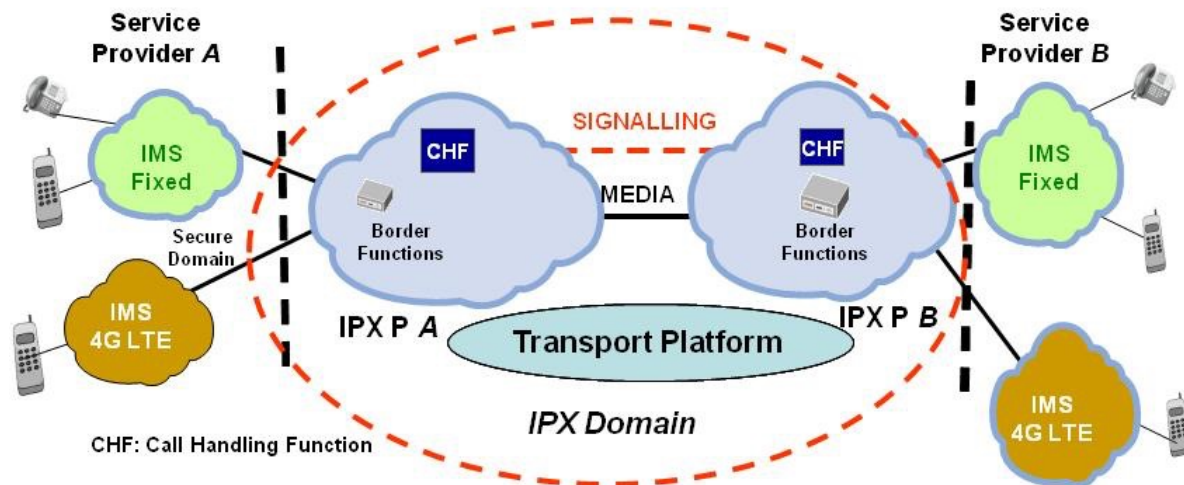 Service
Provider A
Service
Provider B
SIGNALLING
CHF
CHF
IMS
Fixed
IMS
Fixed
MEDIA
Border
Functions
Border
Functions
Secure
Domain
IMS
4G LTE
IPX P A
IPX P B
Transport Platform
IMS
4G LTE
IPX Domain
CHF: Call Handling Function